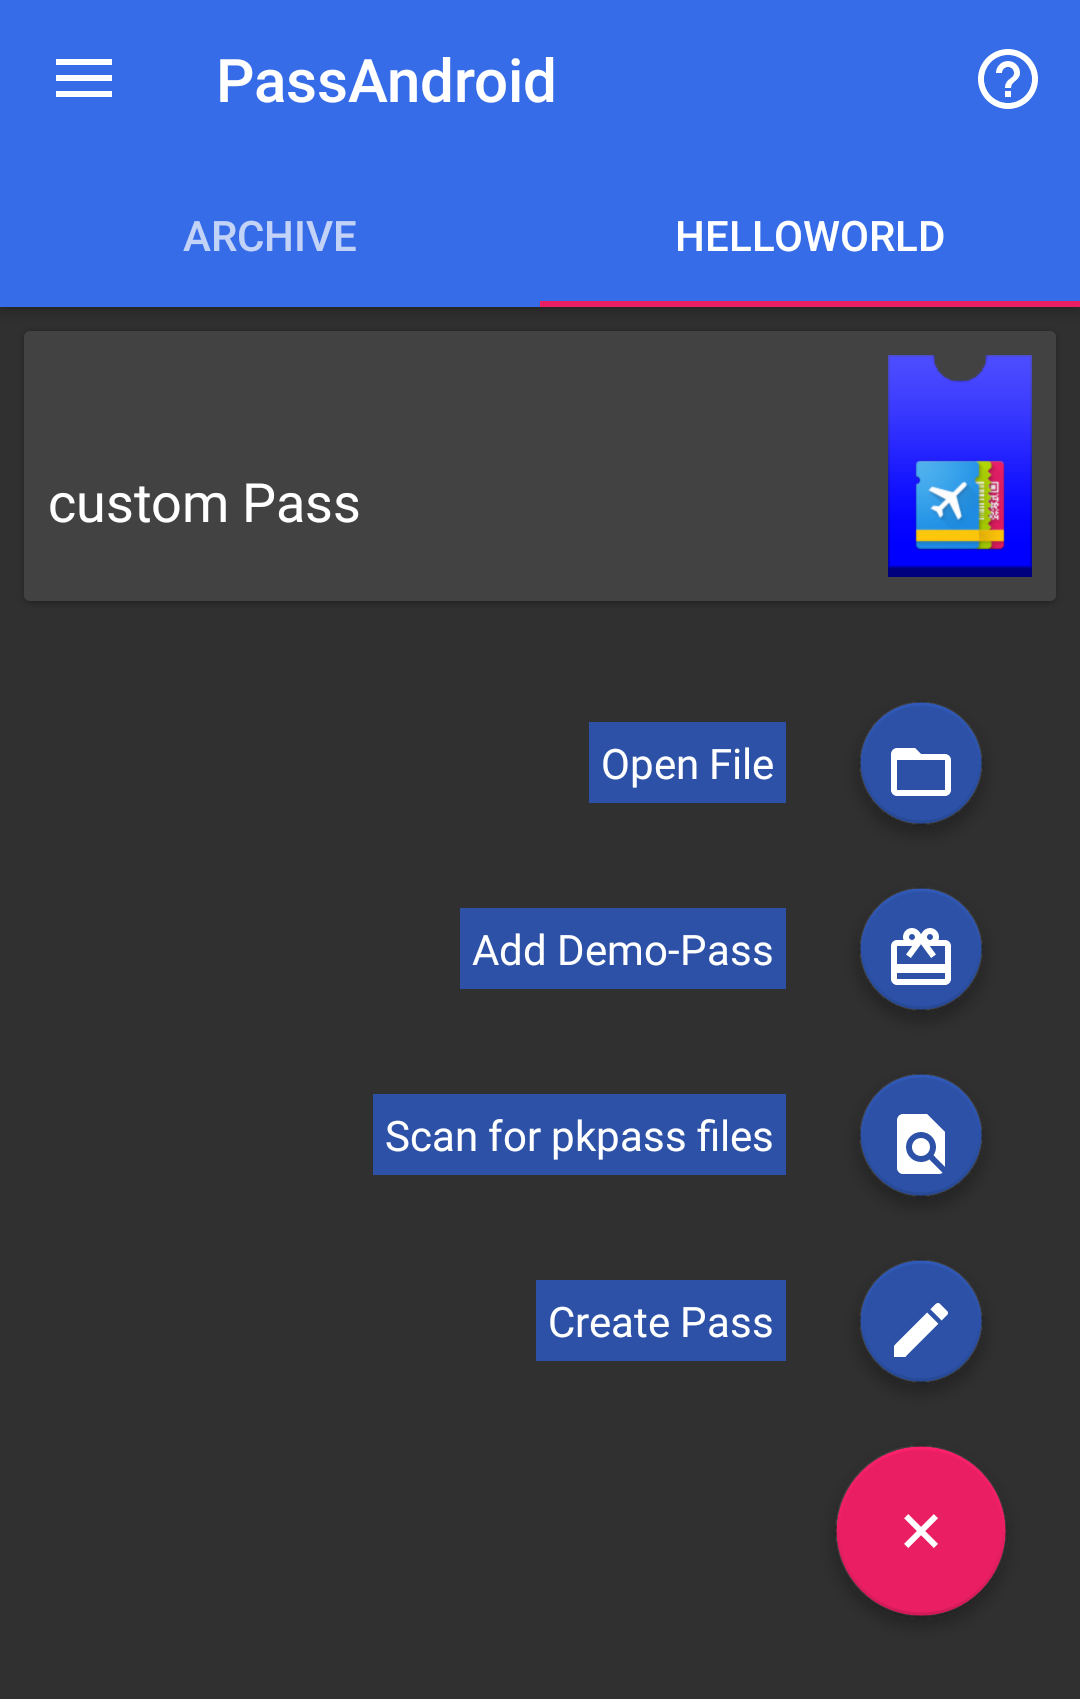 PassAndroid
ARCHIVE
HELLOWORLD
custom Pass
Open File
Add Demo-Pass
Scan for pkpass files
Create Pass